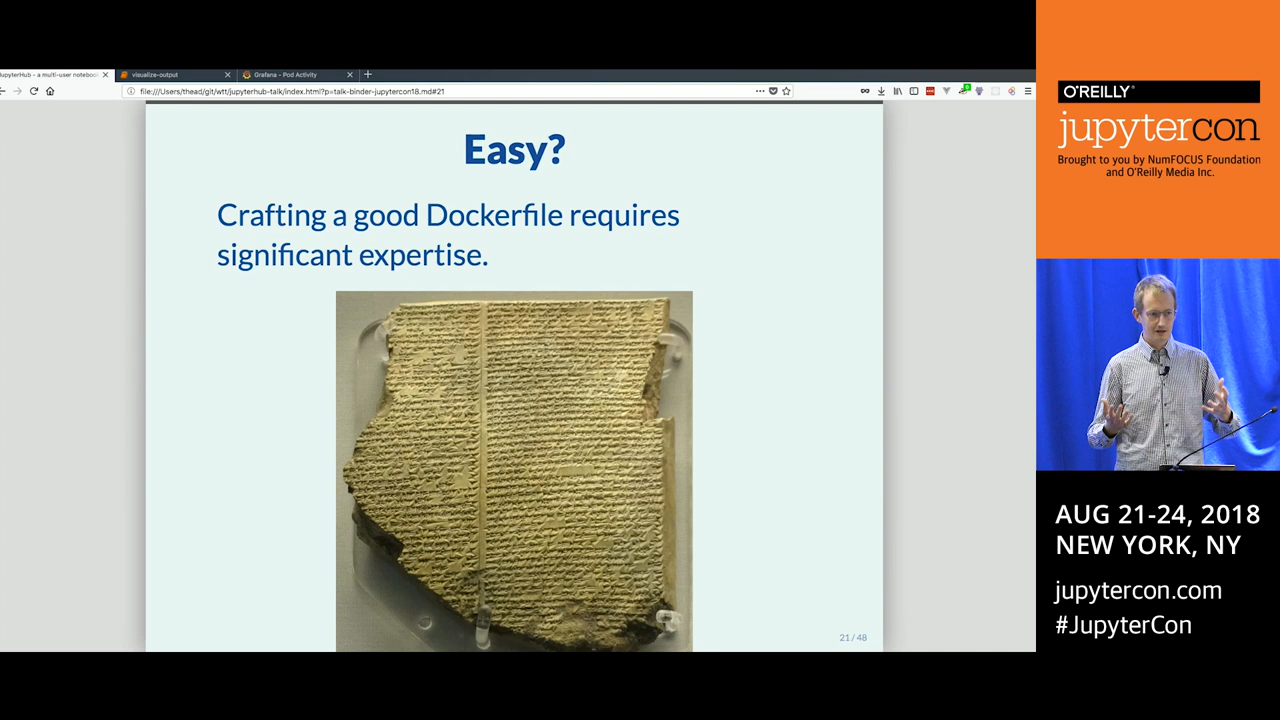 JupyterHub - a multi-user noteboo
visualize-output
Grafana - Pod Activity
file:///Users/thead/git/wtt/jupyterhub-talk/index.html?p=talk-binder-jupytercon18.md#21
Easy?
Crafting a good Dockerfile requires
significant expertise.
21 / 48
O'REILLY®
jupytercon
Brought to you by NumFOCUS Foundation
and O'Reilly Media Inc.
AUG 21-24, 2018
NEW YORK, NY
jupytercon.com
#JupyterCon